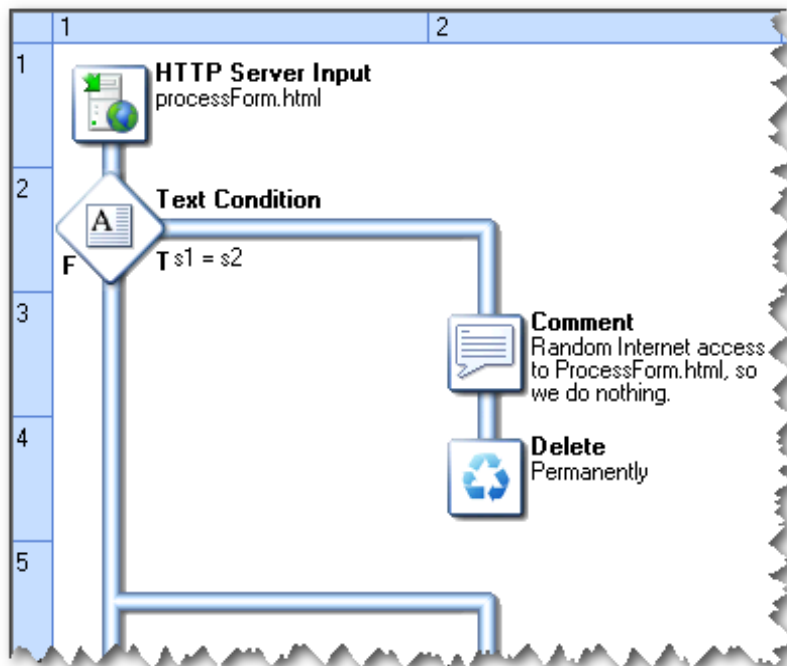 1 2
1
HTTP Server Input
processForm.html
2
Text Condition
A
F
T s1 = s2
3
Comment
Random Internet access
to ProcessForm.html, so
we do nothing.
4
Delete
Permanently
5